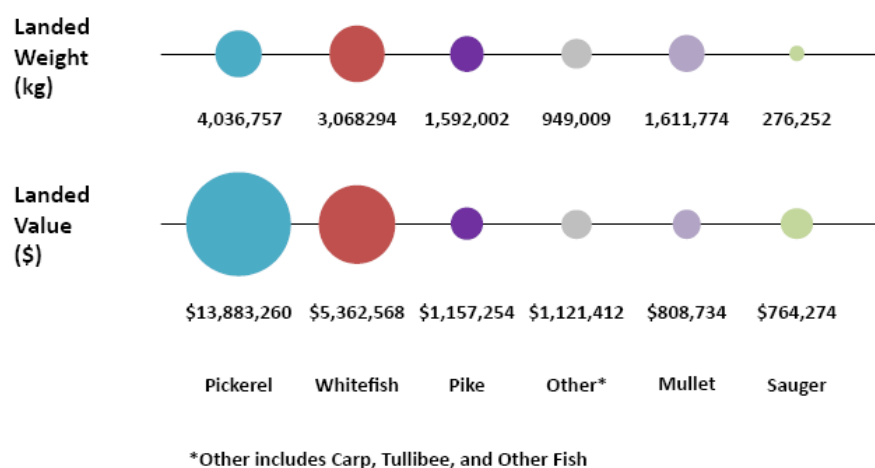 Landed
Weight
(kg)
4,036,757 3,068294 1,592,002 949,009 1,611,774 276,252
Landed
Value
($)
$13,883,260 $5,362,568 $1,157,254 $1,121,412 $808,734 $764,274
Pickerel Whitefish Pike Other* Mullet Sauger
*Other includes Carp, Tullibee, and Other Fish